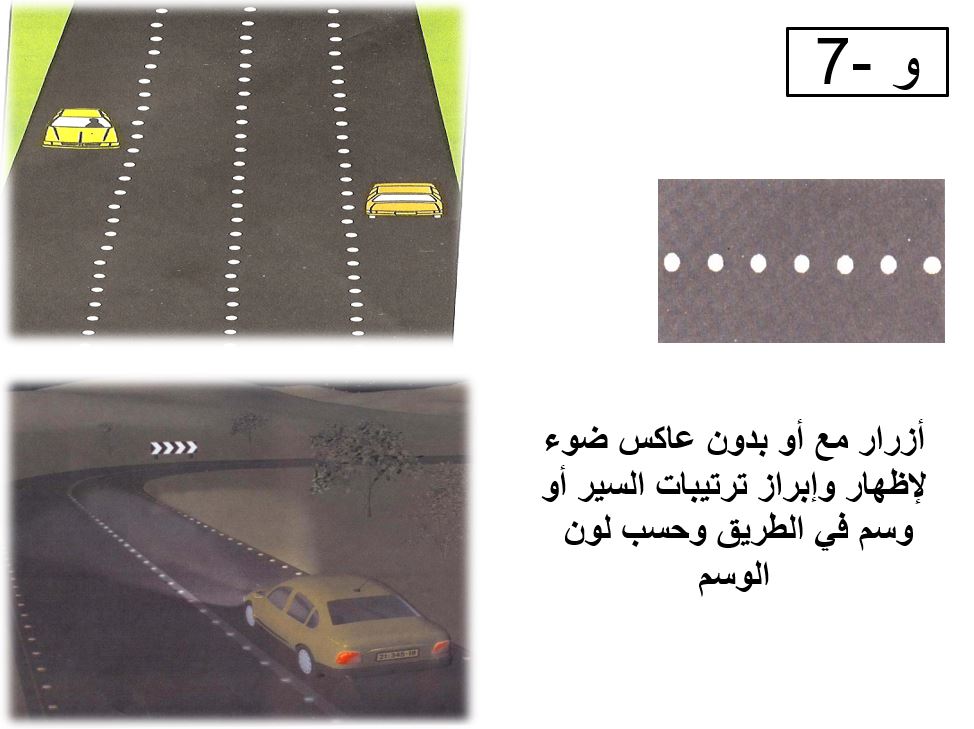 و -7
أزرار مع أو بدون عاكس ضوء
لإظهار وإبراز ترتيبات السير أو
وسم في الطريق وحسب لون
الوسم